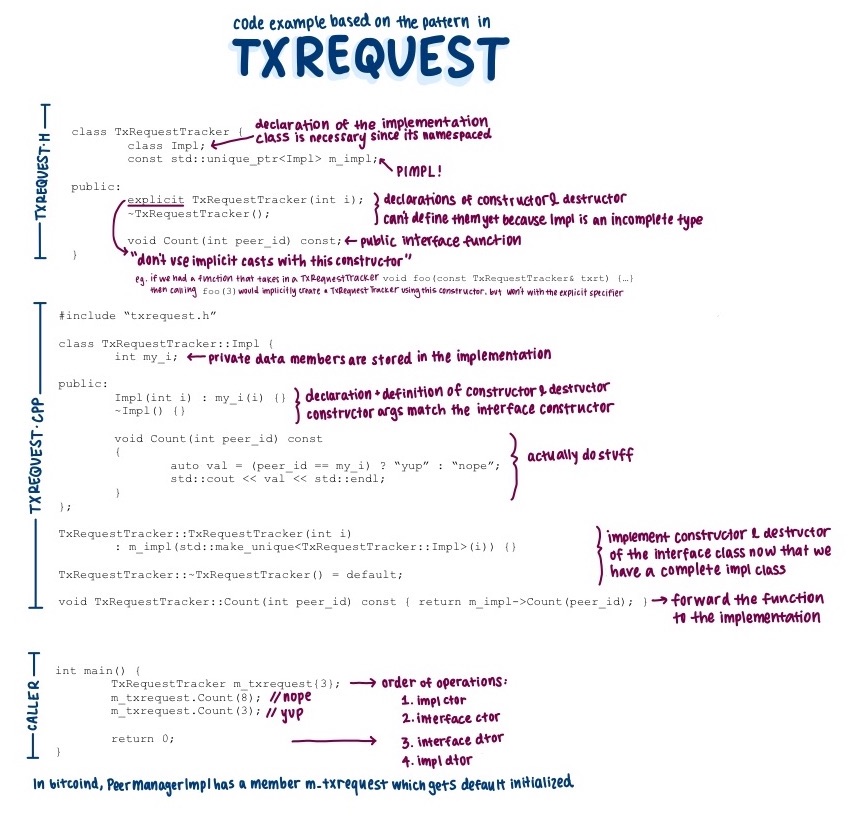 code example based on the pattern in
TXREQUEST
TXREQUEST.H
class TxRequestTracker {
declaration of the implementation
class is necessary since its namespaced
class Impl;
const std::unique_ptr<Impl> m_impl;
PIMPL!
public:
explicit TxRequestTracker(int i);
~TxRequestTracker();
} declarations of constructor & destructor
can't define them yet because Impl is an incomplete type
void Count(int peer_id) const; ← public interface function
}
"don't use implicit casts with this constructor"
eg. if we had a function that takes in a TxRequestTracker void foo(const TxRequestTracker& txrt) {…}
then calling foo(3) would implicitly create a TxRequestTracker using this constructor. but won't with the explicit specifier
TXREQUEST.CPP
#include “txrequest.h”
class TxRequestTracker::Impl {
int my_i; ← private data members are stored in the implementation
public:
Impl(int i) : my_i(i) {}
~Impl() {}
} declaration + definition of constructor & destructor
constructor args match the interface constructor
void Count(int peer_id) const
{
auto val = (peer_id == my_i) ? “yup” : “nope”;
std::cout << val << std::endl;
}
} actually do stuff
};
TxRequestTracker::TxRequestTracker(int i)
: m_impl(std::make_unique<TxRequestTracker::Impl>(i)) {}
TxRequestTracker::~TxRequestTracker() = default;
} implement constructor & destructor
of the interface class now that we
have a complete impl class
void TxRequestTracker::Count(int peer_id) const { return m_impl->Count(peer_id); } → forward the function
to the implementation
CALLER
int main() {
TxRequestTracker m_txrequest{3}; → order of operations:
m_txrequest.Count(8); // nope
m_txrequest.Count(3); // yup
1. impl ctor
2. interface ctor
return 0; → 3. interface dtor
4. impl dtor
}
In bitcoind, PeerManagerImpl has a member m_txrequest which gets default initialized